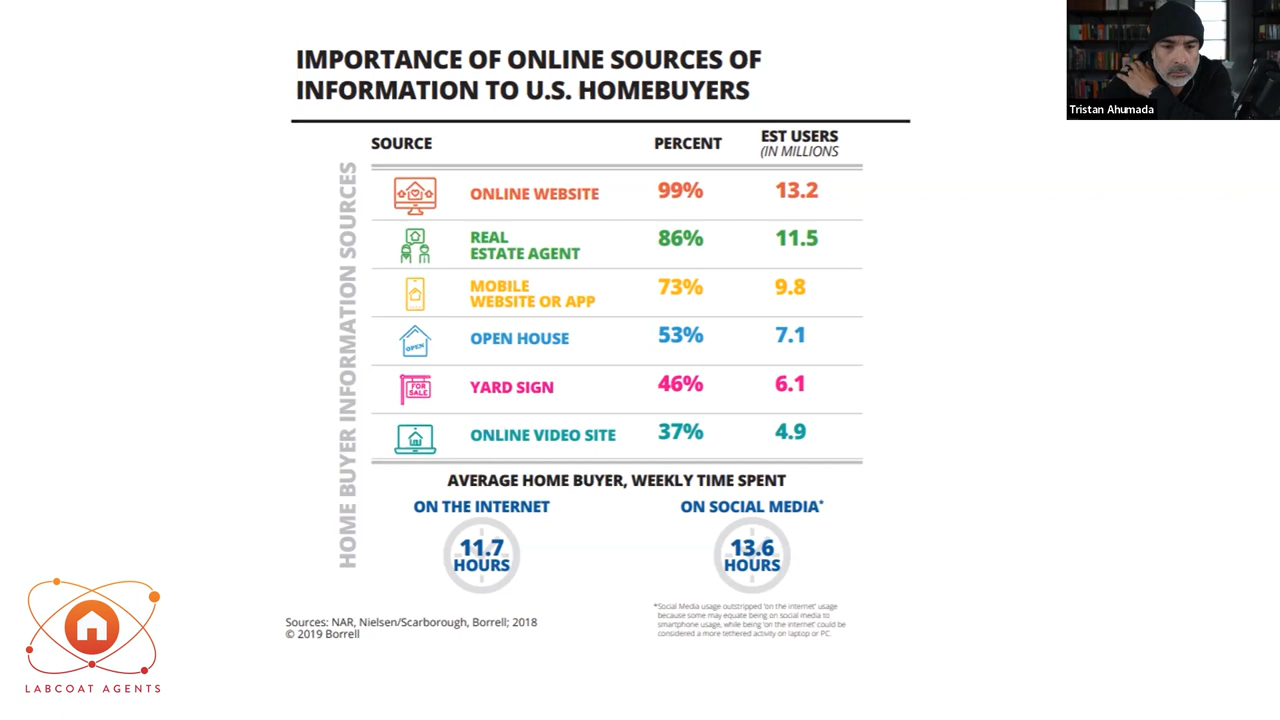 IMPORTANCE OF ONLINE SOURCES OF
INFORMATION TO U.S. HOMEBUYERS
Tristan Ahumada
HOME BUYER INFORMATION SOURCES
SOURCE PERCENT EST USERS
(IN MILLIONS
ONLINE WEBSITE 99% 13.2
REAL
ESTATE AGENT 86% 11.5
MOBILE
WEBSITE OR APP 73% 9.8
OPEN
OPEN HOUSE 53% 7.1
FOR
SALE
YARD SIGN 46% 6.1
ONLINE VIDEO SITE 37% 4.9
AVERAGE HOME BUYER, WEEKLY TIME SPENT
ON THE INTERNET ON SOCIAL MEDIA*
11.7 13.6
HOURS HOURS
*Social Media usage outstripped 'on the internet' usage
because some may equate being on social media to
smartphone usage, while being 'on the internet' could be
considered a more tethered activity on laptop or PC.
Sources: NAR, Nielsen/Scarborough, Borrell; 2018
© 2019 Borrell
LABCOAT AGENTS